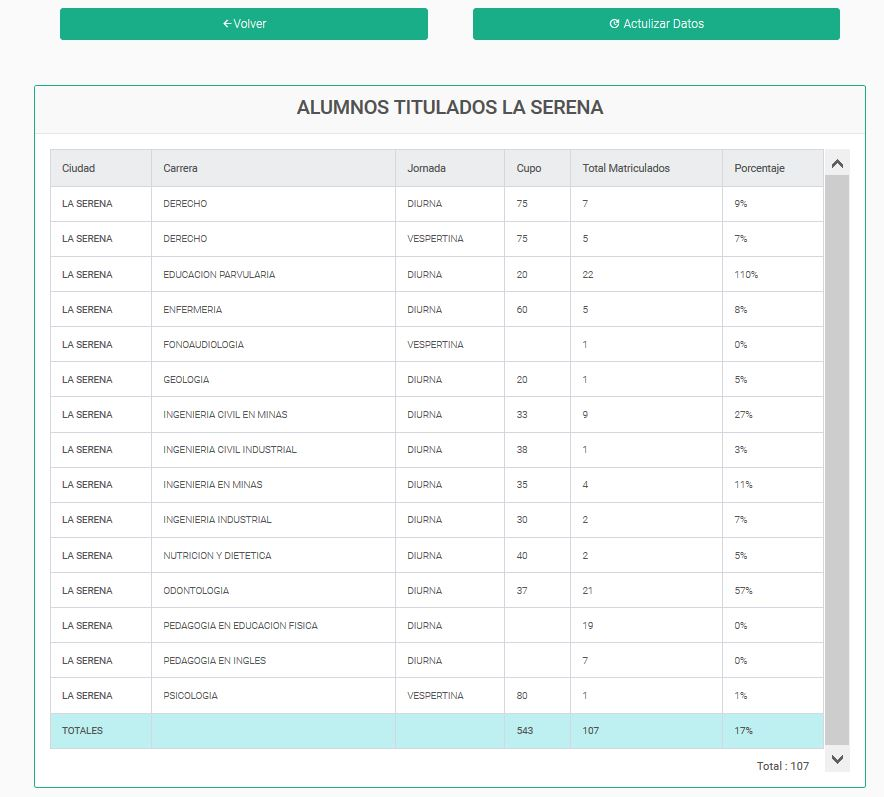 Volver
Actulizar Datos
ALUMNOS TITULADOS LA SERENA
Ciudad Carrera Jornada Cupo Total Matriculados Porcentaje
LA SERENA DERECHO DIURNA 75 7 9%
LA SERENA DERECHO VESPERTINA 75 5 7%
LA SERENA EDUCACION PARVULARIA DIURNA 20 22 110%
LA SERENA ENFERMERIA DIURNA 60 5 8%
LA SERENA FONOAUDIOLOGIA VESPERTINA 1 0%
LA SERENA GEOLOGIA DIURNA 20 1 5%
LA SERENA INGENIERIA CIVIL EN MINAS DIURNA 33 9 27%
LA SERENA INGENIERIA CIVIL INDUSTRIAL DIURNA 38 1 3%
LA SERENA INGENIERIA EN MINAS DIURNA 35 4 11%
LA SERENA INGENIERIA INDUSTRIAL DIURNA 30 2 7%
LA SERENA NUTRICION Y DIETETICA DIURNA 40 2 5%
LA SERENA ODONTOLOGIA DIURNA 37 21 57%
LA SERENA PEDAGOGIA EN EDUCACION FISICA DIURNA 19 0%
LA SERENA PEDAGOGIA EN INGLES DIURNA 7 0%
LA SERENA PSICOLOGIA VESPERTINA 80 1 1%
TOTALES 543 107 17%
Total : 107